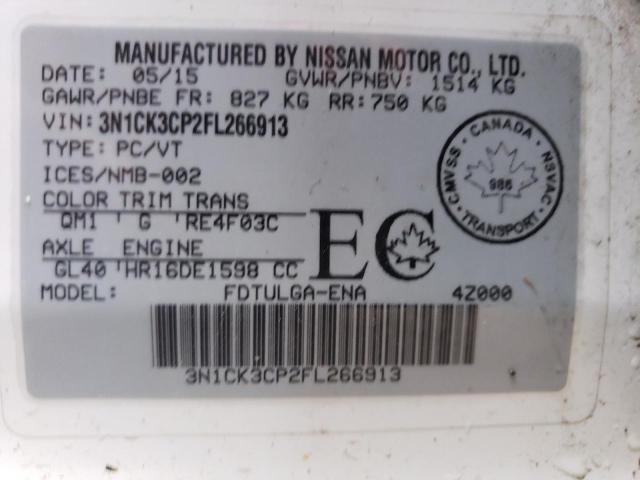 MANUFACTURED BY NISSAN MOTOR CO., LTD.
DATE: 05/15 GVWR/PNBV: 1514 KG
GAWR/PNBE FR: 827 KG RR: 750 KG
VIN: 3N1CK3CP2FL266913
TYPE: PC/VT
ICES/NMB-002
COLOR TRIM TRANS
QM1 ' G ' RE4F03C
AXLE ENGINE
GL40 ' HR16DE1598 CC
MODEL: FDTULGA-ENA 4Z000
3N1CK3CP2FL266913
EC
CANADA
CMVSS
NSVAC
986
TRANSPORT